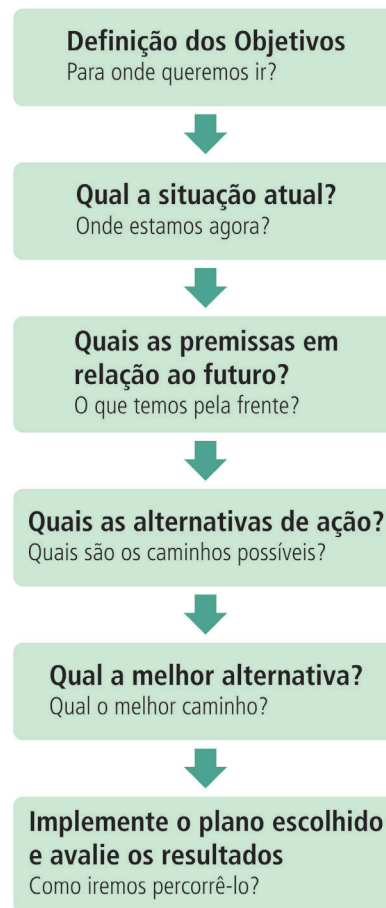 Definição dos Objetivos
Para onde queremos ir?
Qual a situação atual?
Onde estamos agora?
Quais as premissas em
relação ao futuro?
O que temos pela frente?
Quais as alternativas de ação?
Quais são os caminhos possíveis?
Qual a melhor alternativa?
Qual o melhor caminho?
Implemente o plano escolhido
e avalie os resultados
Como iremos percorrê-lo?